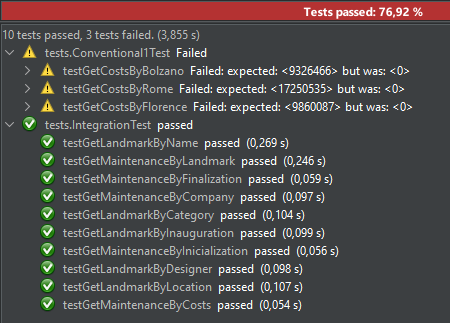 Tests passed: 76,92 %
10 tests passed, 3 tests failed. (3,855 s)
tests.Conventional1Test Failed
testGetCostsByBolzano Failed: expected: <9326466> but was: <0>
testGetCostsByRome Failed: expected: <17250535> but was: <0>
testGetCostsByFlorence Failed: expected: <9860087> but was: <0>
tests.IntegrationTest passed
testGetLandmarkByName passed (0,269 s)
testGetMaintenanceByLandmark passed (0,246 s)
testGetMaintenanceByFinalization passed (0,059 s)
testGetMaintenanceByCompany passed (0,097 s)
testGetLandmarkByCategory passed (0,104 s)
testGetLandmarkByInauguration passed (0,099 s)
testGetMaintenanceByInicialization passed (0,056 s)
testGetLandmarkByDesigner passed (0,098 s)
testGetLandmarkByLocation passed (0,107 s)
testGetMaintenanceByCosts passed (0,054 s)